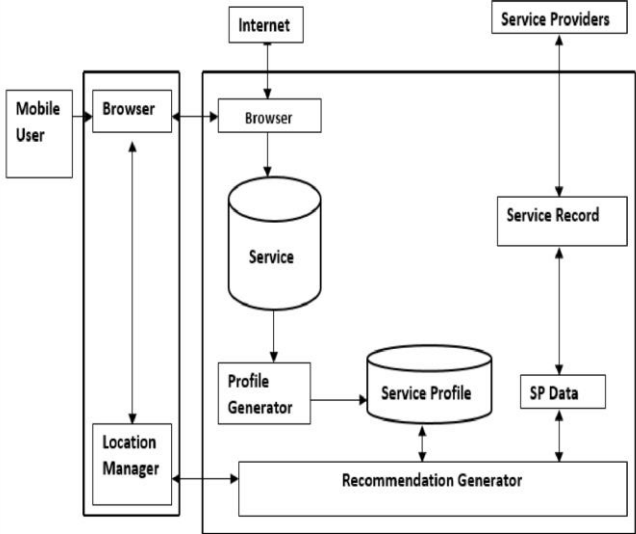 Internet
Service Providers
Mobile
User
Browser
Browser
Service Record
Service
Profile
Generator
Service Profile
SP Data
Location
Manager
Recommendation Generator